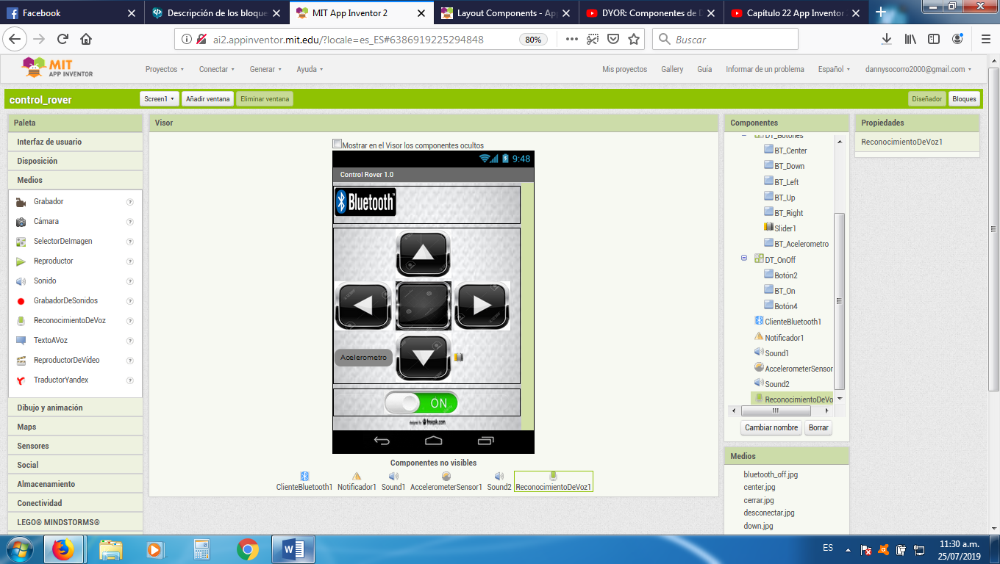 Facebook
Descripción de los bloque
MIT App Inventor 2
Layout Components - App
DYOR: Componentes de D
Capítulo 22 App Inventor
ai2.appinventor.mit.edu/?locale=es_ES#6386919225294848
80%
Buscar
MIT
APP INVENTOR
Proyectos
Conectar
Generar
Ayuda
Mis proyectos
Gallery
Guía
Informar de un problema
Español
dannysocorro2000@gmail.com
control_rover
Screen1
Añadir ventana
Eliminar ventana
Diseñador
Bloques
Paleta
Interfaz de usuario
Disposición
Medios
Grabador
Cámara
SelectorDeImagen
Reproductor
Sonido
GrabadorDeSonidos
ReconocimientoDeVoz
TextoAVoz
ReproductorDeVídeo
TraductorYandex
Dibujo y animación
Maps
Sensores
Social
Almacenamiento
Conectividad
LEGO® MINDSTORMS®
Visor
Mostrar en el Visor los componentes ocultos
9:48
Control Rover 1.0
Bluetooth
Acelerometro
ON
designed by freepik.com
Componentes no visibles
ClienteBluetooth1
Notificador1
Sound1
AccelerometerSensor1
Sound2
ReconocimientoDeVoz1
Componentes
DT_Botones
BT_Center
BT_Down
BT_Left
BT_Up
BT_Right
Slider1
BT_Acelerometro
DT_OnOff
Botón2
BT_On
Botón4
ClienteBluetooth1
Notificador1
Sound1
AccelerometerSensor
Sound2
ReconocimientoDeVo
Cambiar nombre
Borrar
Medios
bluetooth_off.jpg
center.jpg
cerrar.jpg
desconectar.jpg
down.jpg
Propiedades
ReconocimientoDeVoz1
ES
11:30 a.m.
25/07/2019